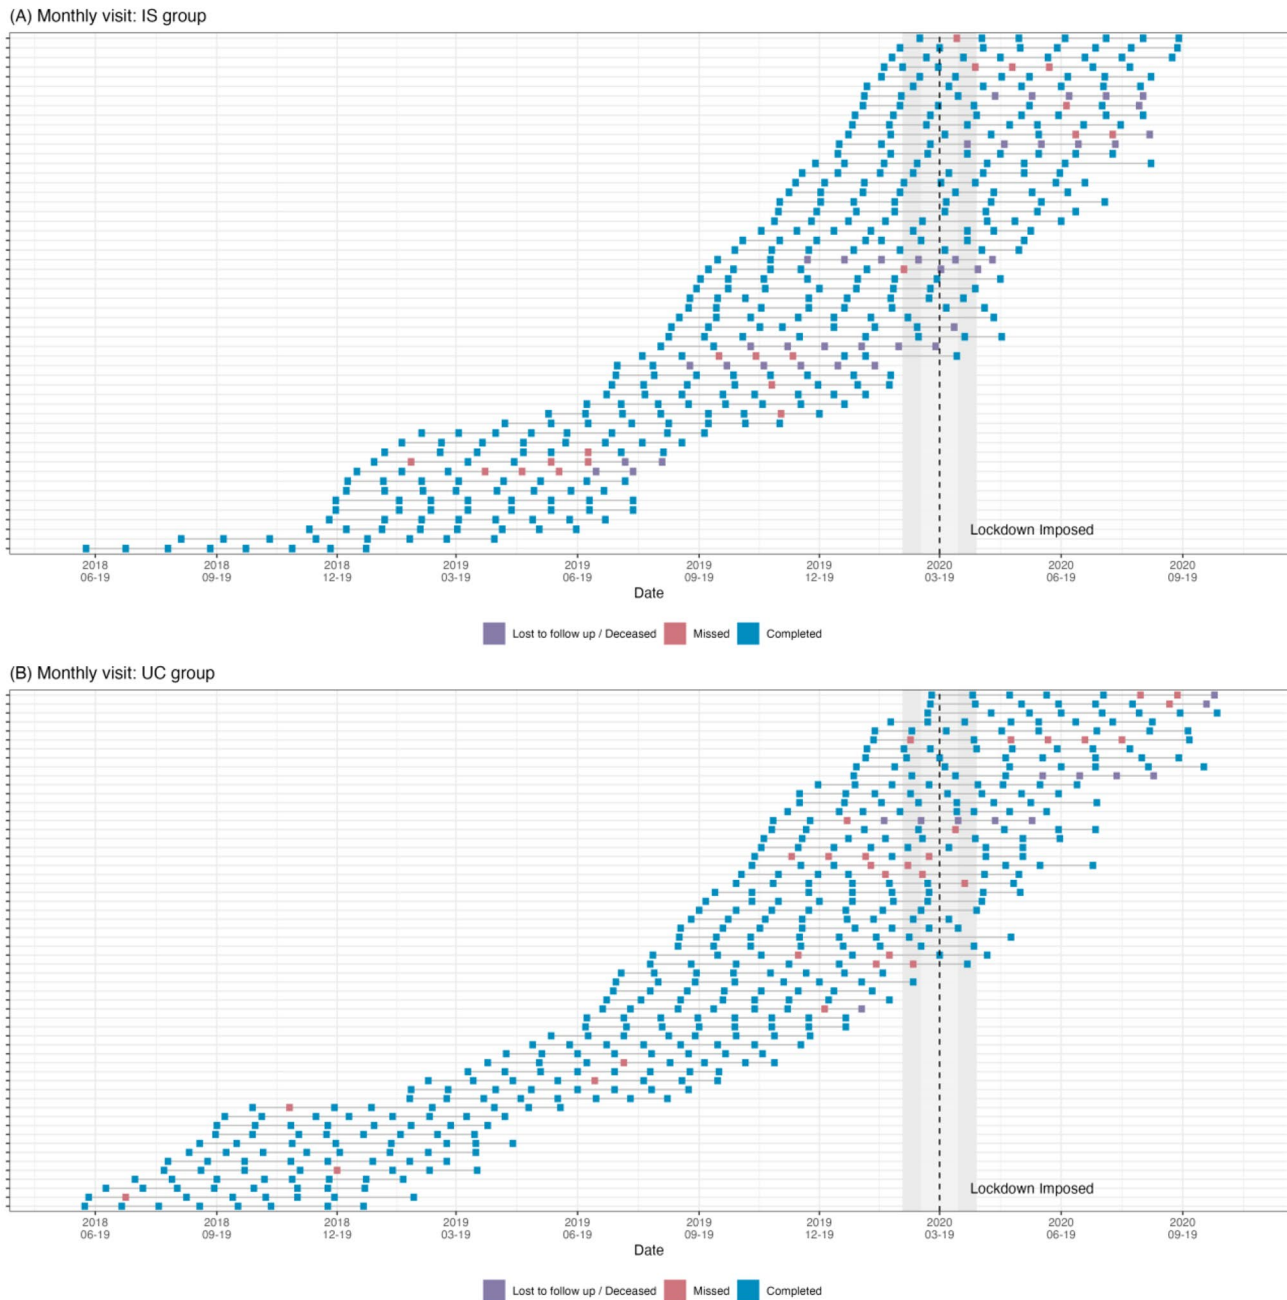 (A) Monthly visit: IS group
Lockdown Imposed
2018 2018 2018 2019 2019 2019 2019 2020 2020 2020
06-19 09-19 12-19 03-19 06-19 09-19 12-19 03-19 06-19 09-19
Date
Lost to follow up / Deceased Missed Completed
(B) Monthly visit: UC group
Lockdown Imposed
2018 2018 2018 2019 2019 2019 2019 2020 2020 2020
06-19 09-19 12-19 03-19 06-19 09-19 12-19 03-19 06-19 09-19
Date
Lost to follow up / Deceased Missed Completed